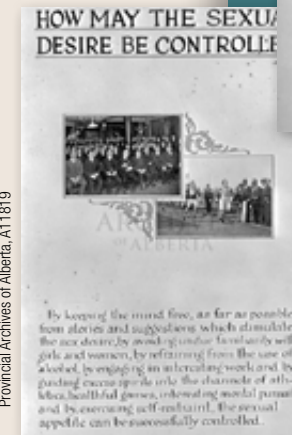 HOW MAY THE SEXUA
DESIRE BE CONTROLLE
OF ALBERTA
By keeping the mind free, as far as possible
from stories and suggestions which stimulate
the sex desire, by avoiding undue familiarity with
girls and women, by refraining from the use of
alcohol, by engaging in interesting work and by
guiding excess spirits into the channels of ath-
letics, healthful games, interesting mental pursuits
and by exercising self-restraint, the sexual
appetite can be successfully controlled.
Provincial Archives of Alberta, A11819